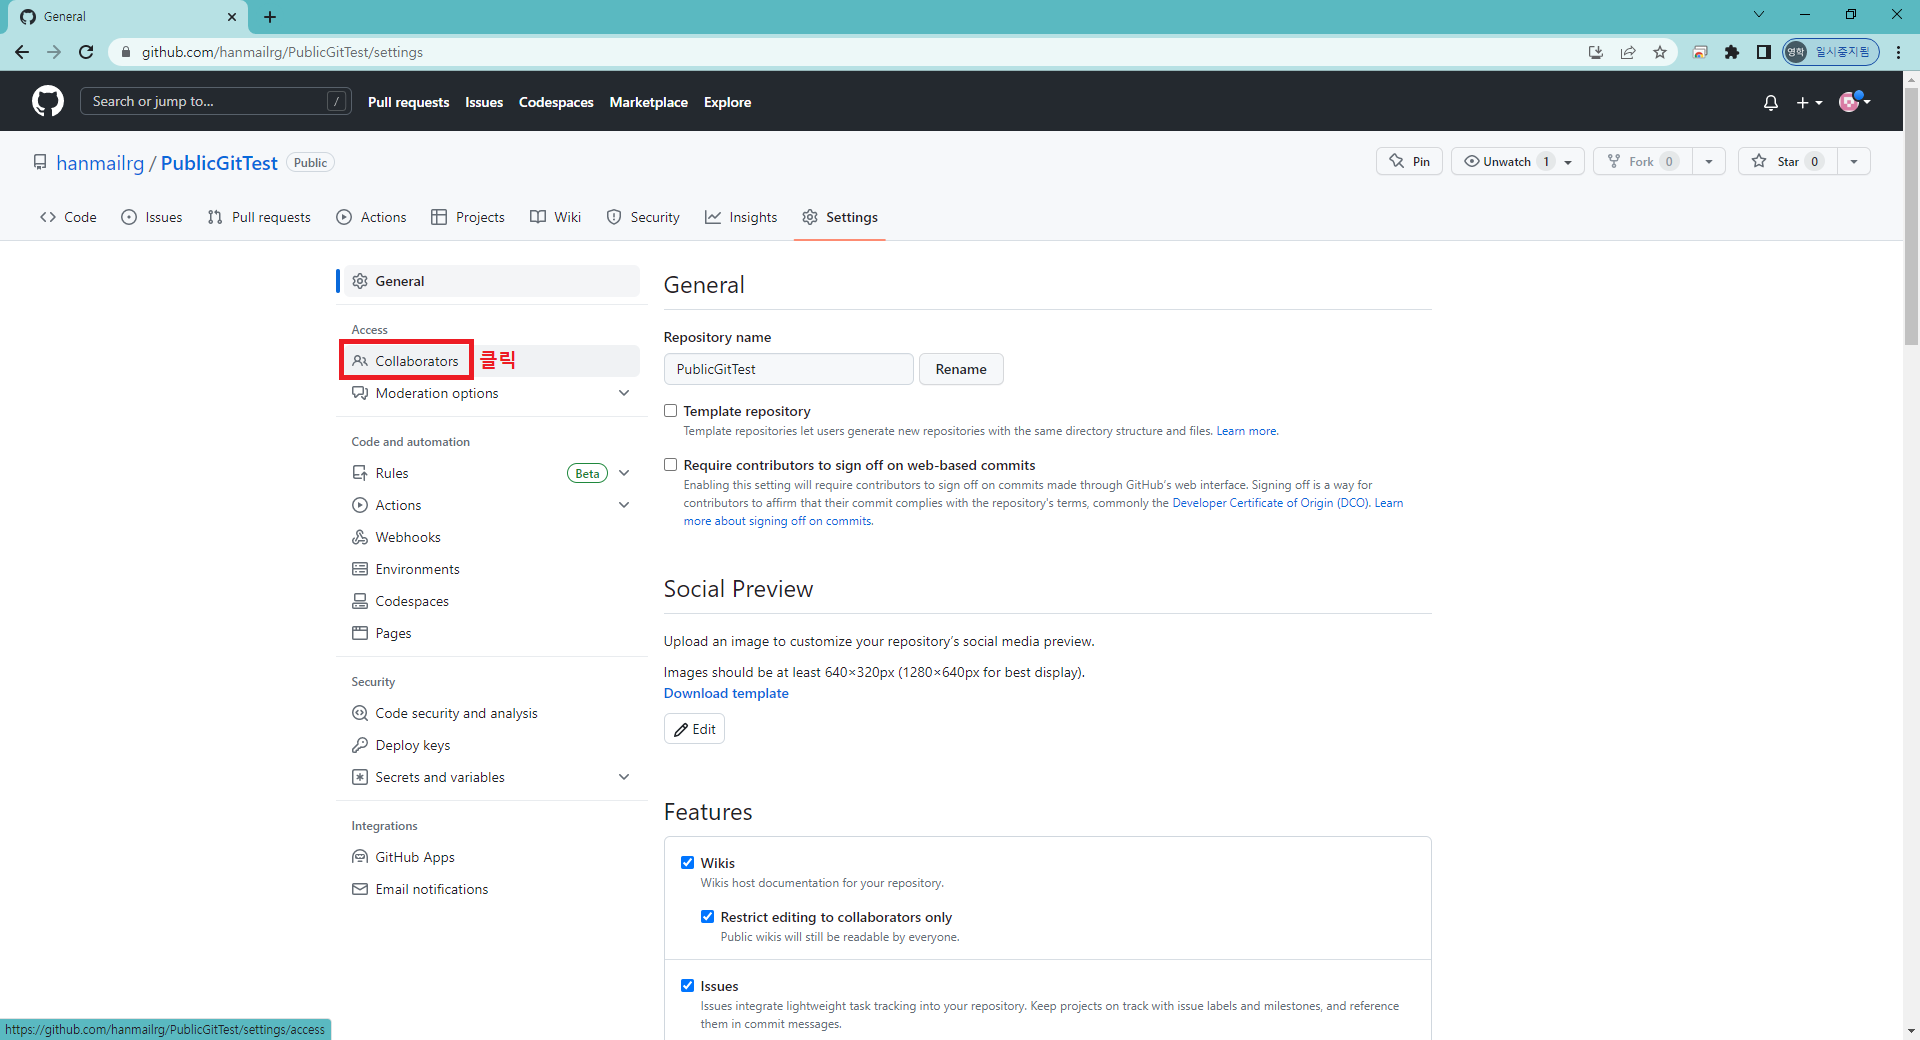 General
github.com/hanmailrg/PublicGitTest/settings
영학 일시중지됨
Search or jump to... /
Pull requests Issues Codespaces Marketplace Explore
hanmailrg / PublicGitTest Public
Pin Unwatch 1 Fork 0 Star 0
Code Issues Pull requests Actions Projects Wiki Security Insights Settings
General
Access
Collaborators 클릭
Moderation options
Code and automation
Rules Beta
Actions
Webhooks
Environments
Codespaces
Pages
Security
Code security and analysis
Deploy keys
Secrets and variables
Integrations
GitHub Apps
Email notifications
General
Repository name
PublicGitTest Rename
Template repository
Template repositories let users generate new repositories with the same directory structure and files. Learn more.
Require contributors to sign off on web-based commits
Enabling this setting will require contributors to sign off on commits made through GitHub's web interface. Signing off is a way for
contributors to affirm that their commit complies with the repository's terms, commonly the Developer Certificate of Origin (DCO). Learn
more about signing off on commits.
Social Preview
Upload an image to customize your repository's social media preview.
Images should be at least 640×320px (1280×640px for best display).
Download template
Edit
Features
Wikis
Wikis host documentation for your repository.
Restrict editing to collaborators only
Public wikis will still be readable by everyone.
Issues
Issues integrate lightweight task tracking into your repository. Keep projects on track with issue labels and milestones, and reference
them in commit messages.
https://github.com/hanmailrg/PublicGitTest/settings/access